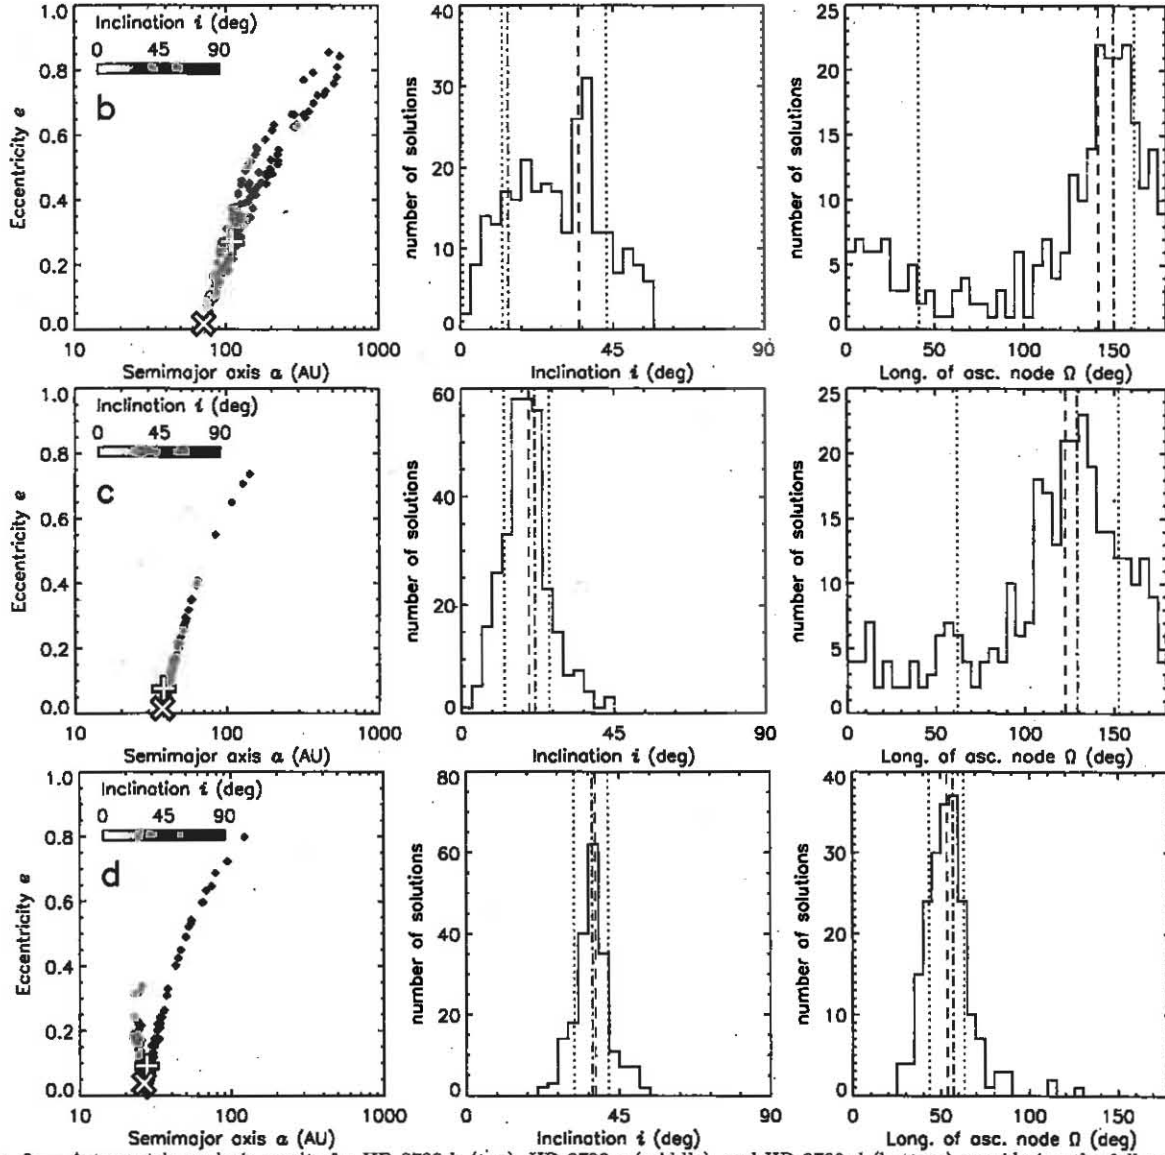 Inclination i (deg)
0 45 90
b
Eccentricity e
1.0
0.8
0.6
0.4
0.2
0.0
10 100 1000
Semimajor axis a (AU)
number of solutions
40
30
20
10
0
0 45 90
Inclination i (deg)
number of solutions
25
20
15
10
5
0
0 50 100 150
Long. of asc. node Ω (deg)
Inclination i (deg)
0 45 90
c
Eccentricity e
1.0
0.8
0.6
0.4
0.2
0.0
10 100 1000
Semimajor axis a (AU)
number of solutions
60
40
20
0
0 45 90
Inclination i (deg)
number of solutions
25
20
15
10
5
0
0 50 100 150
Long. of asc. node Ω (deg)
Inclination i (deg)
0 45 90
d
Eccentricity e
1.0
0.8
0.6
0.4
0.2
0.0
10 100 1000
Semimajor axis a (AU)
number of solutions
80
60
40
20
0
0 45 90
Inclination i (deg)
number of solutions
40
30
20
10
0
0 50 100 150
Long. of asc. node Ω (deg)